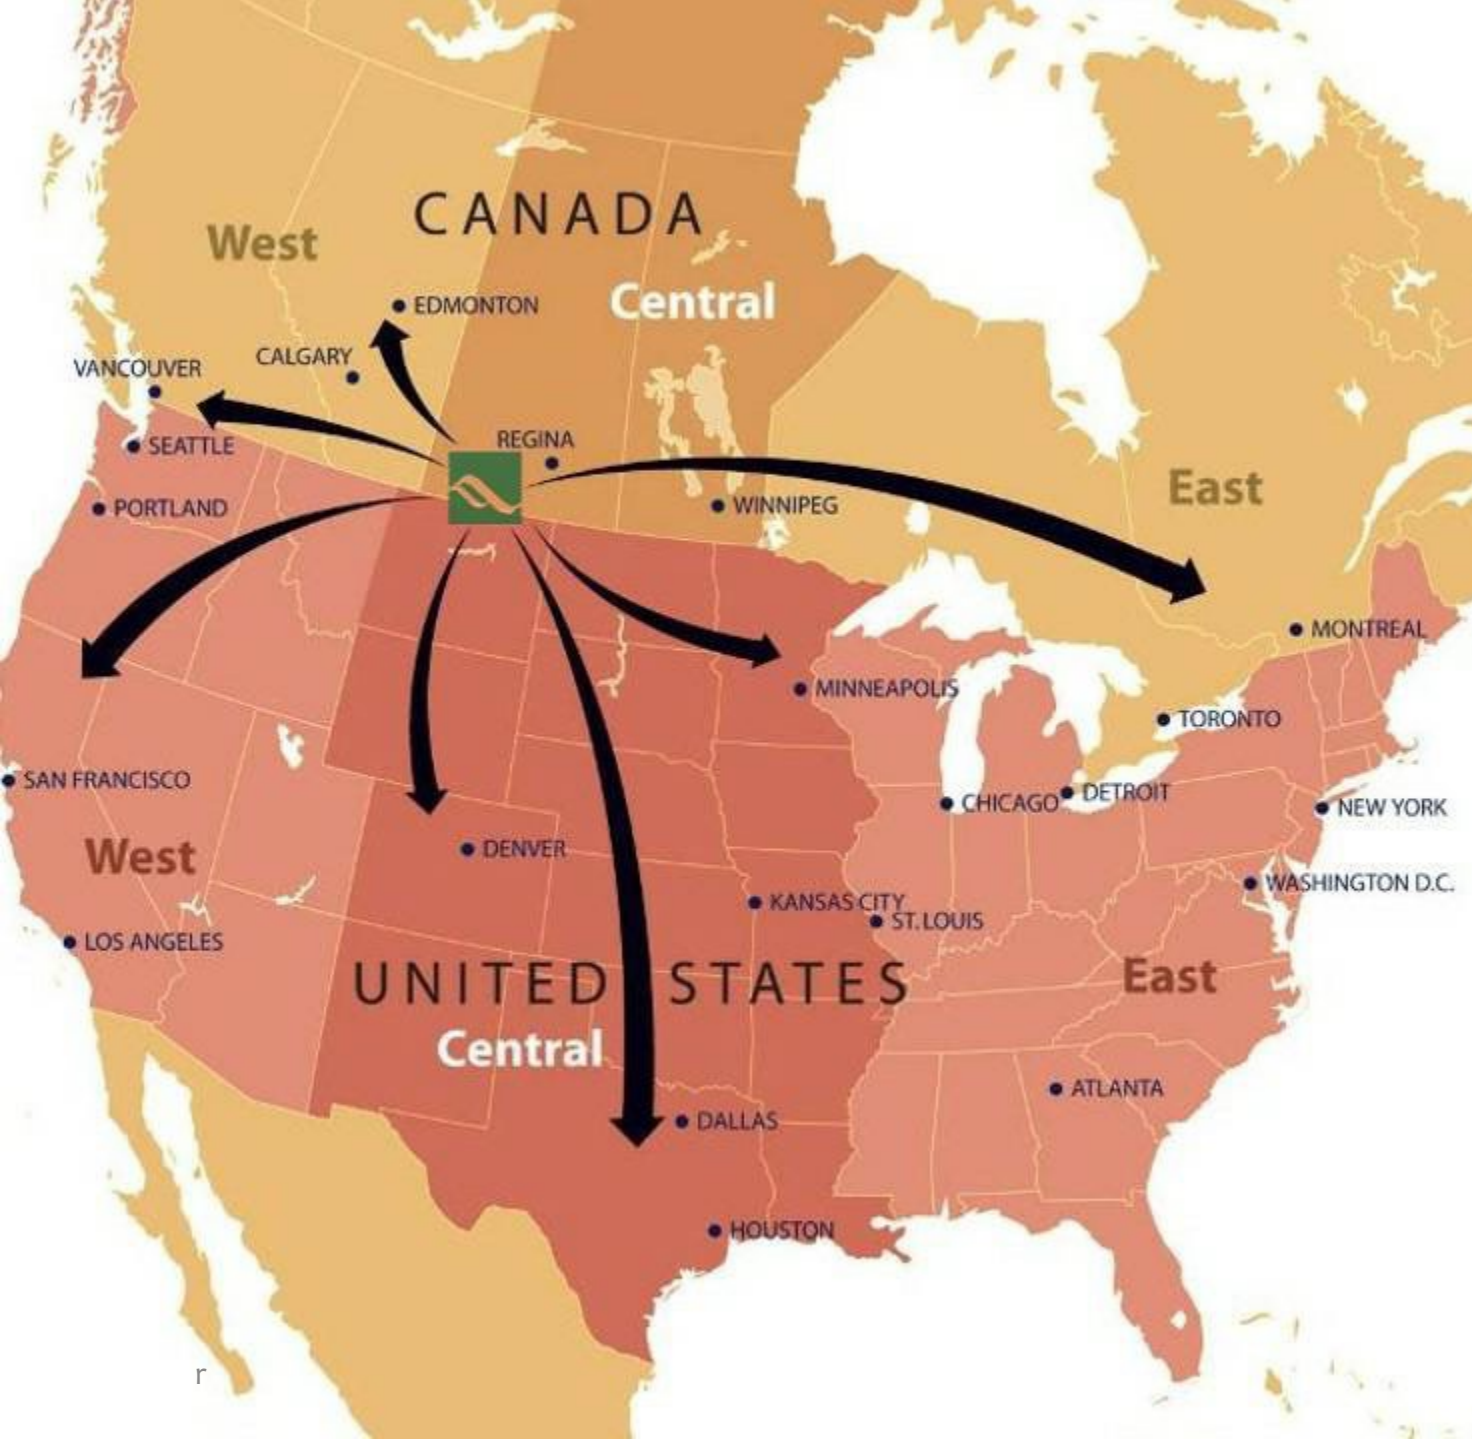 CANADA
West
Central
EDMONTON
CALGARY
VANCOUVER
REGINA
SEATTLE
East
WINNIPEG
PORTLAND
MONTREAL
MINNEAPOLIS
TORONTO
SAN FRANCISCO
DETROIT
CHICAGO
NEW YORK
West
DENVER
WASHINGTON D.C.
KANSAS CITY
ST.LOUIS
LOS ANGELES
East
UNITED STATES
Central
ATLANTA
DALLAS
HOUSTON
r